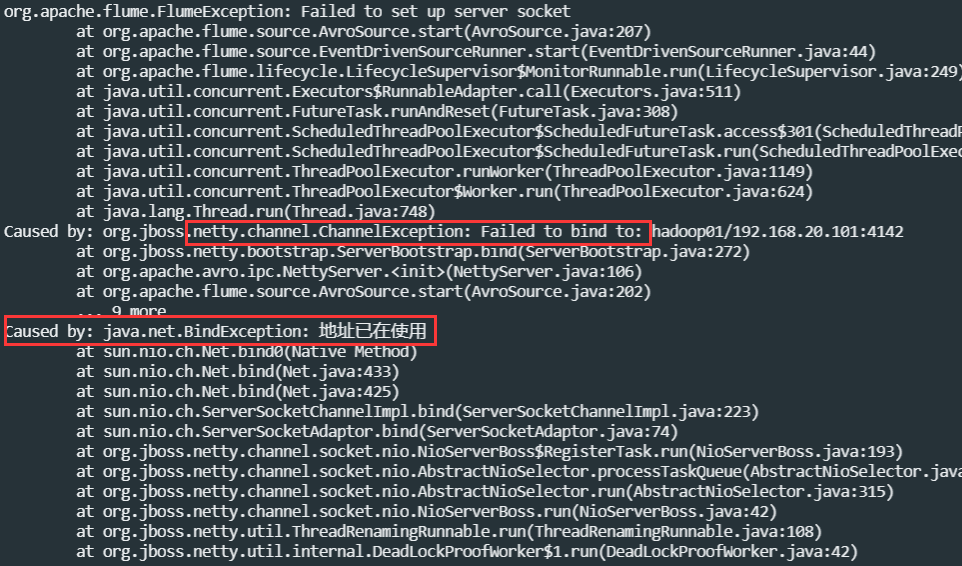 org.apache.flume.FlumeException: Failed to set up server socket
at org.apache.flume.source.AvroSource.start(AvroSource.java:207)
at org.apache.flume.source.EventDrivenSourceRunner.start(EventDrivenSourceRunner.java:44)
at org.apache.flume.lifecycle.LifecycleSupervisor$MonitorRunnable.run(LifecycleSupervisor.java:249)
at java.util.concurrent.Executors$RunnableAdapter.call(Executors.java:511)
at java.util.concurrent.FutureTask.runAndReset(FutureTask.java:308)
at java.util.concurrent.ScheduledThreadPoolExecutor$ScheduledFutureTask.access$301(ScheduledThreadP
at java.util.concurrent.ScheduledThreadPoolExecutor$ScheduledFutureTask.run(ScheduledThreadPoolExec
at java.util.concurrent.ThreadPoolExecutor.runWorker(ThreadPoolExecutor.java:1149)
at java.util.concurrent.ThreadPoolExecutor$Worker.run(ThreadPoolExecutor.java:624)
at java.lang.Thread.run(Thread.java:748)
Caused by: org.jboss.netty.channel.ChannelException: Failed to bind to: hadoop01/192.168.20.101:4142
at org.jboss.netty.bootstrap.ServerBootstrap.bind(ServerBootstrap.java:272)
at org.apache.avro.ipc.NettyServer.<init>(NettyServer.java:106)
at org.apache.flume.source.AvroSource.start(AvroSource.java:202)
... 9 more
Caused by: java.net.BindException: 地址已在使用
at sun.nio.ch.Net.bind0(Native Method)
at sun.nio.ch.Net.bind(Net.java:433)
at sun.nio.ch.Net.bind(Net.java:425)
at sun.nio.ch.ServerSocketChannelImpl.bind(ServerSocketChannelImpl.java:223)
at sun.nio.ch.ServerSocketAdaptor.bind(ServerSocketAdaptor.java:74)
at org.jboss.netty.channel.socket.nio.NioServerBoss$RegisterTask.run(NioServerBoss.java:193)
at org.jboss.netty.channel.socket.nio.AbstractNioSelector.processTaskQueue(AbstractNioSelector.java
at org.jboss.netty.channel.socket.nio.AbstractNioSelector.run(AbstractNioSelector.java:315)
at org.jboss.netty.channel.socket.nio.NioServerBoss.run(NioServerBoss.java:42)
at org.jboss.netty.util.ThreadRenamingRunnable.run(ThreadRenamingRunnable.java:108)
at org.jboss.netty.util.internal.DeadLockProofWorker$1.run(DeadLockProofWorker.java:42)